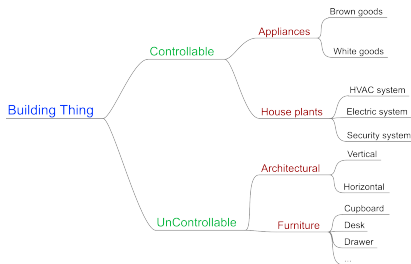 Building Thing
Controllable
Appliances
Brown goods
White goods
House plants
HVAC system
Electric system
Security system
UnControllable
Architectural
Vertical
Horizontal
Furniture
Cupboard
Desk
Drawer
...